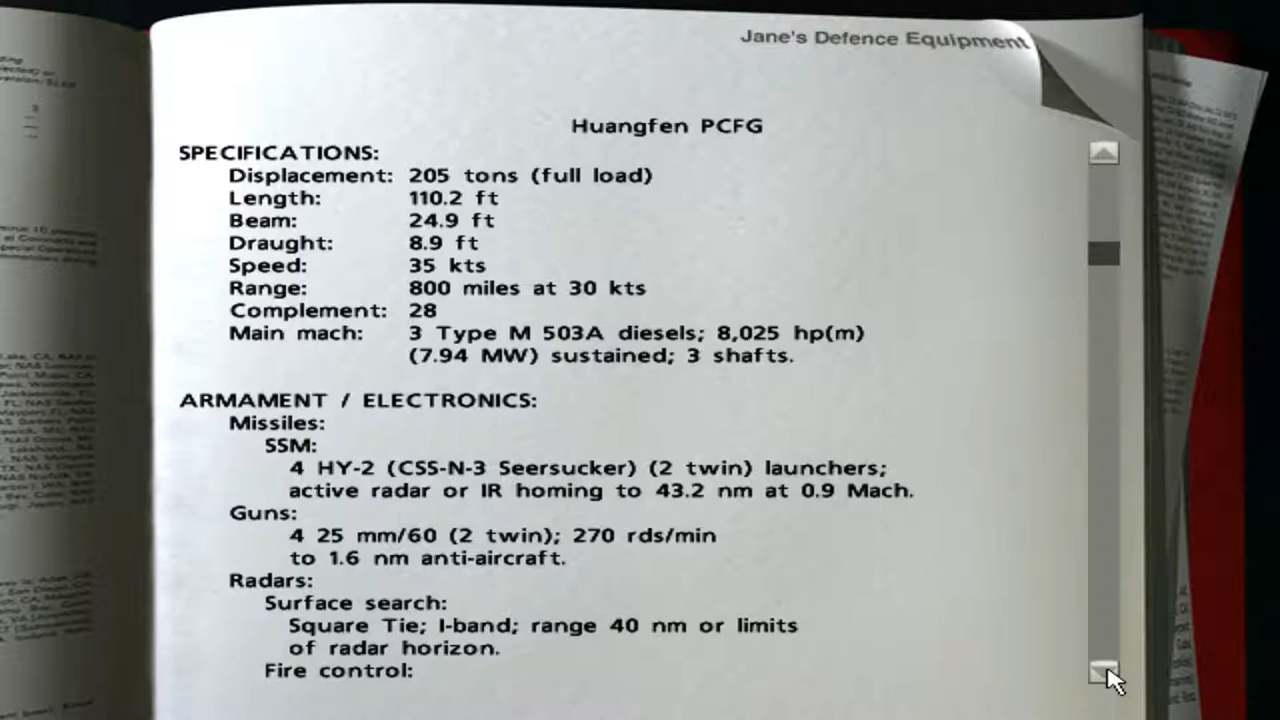 Jane's Defence Equipment
Huangfen PCFG
SPECIFICATIONS:
Displacement: 205 tons (full load)
Length: 110.2 ft
Beam: 24.9 ft
Draught: 8.9 ft
Speed: 35 kts
Range: 800 miles at 30 kts
Complement: 28
Main mach: 3 Type M 503A diesels; 8,025 hp(m)
(7.94 MW) sustained; 3 shafts.
ARMAMENT / ELECTRONICS:
Missiles:
SSM:
4 HY-2 (CSS-N-3 Seersucker) (2 twin) launchers;
active radar or IR homing to 43.2 nm at 0.9 Mach.
Guns:
4 25 mm/60 (2 twin); 270 rds/min
to 1.6 nm anti-aircraft.
Radars:
Surface search:
Square Tie; I-band; range 40 nm or limits
of radar horizon.
Fire control: